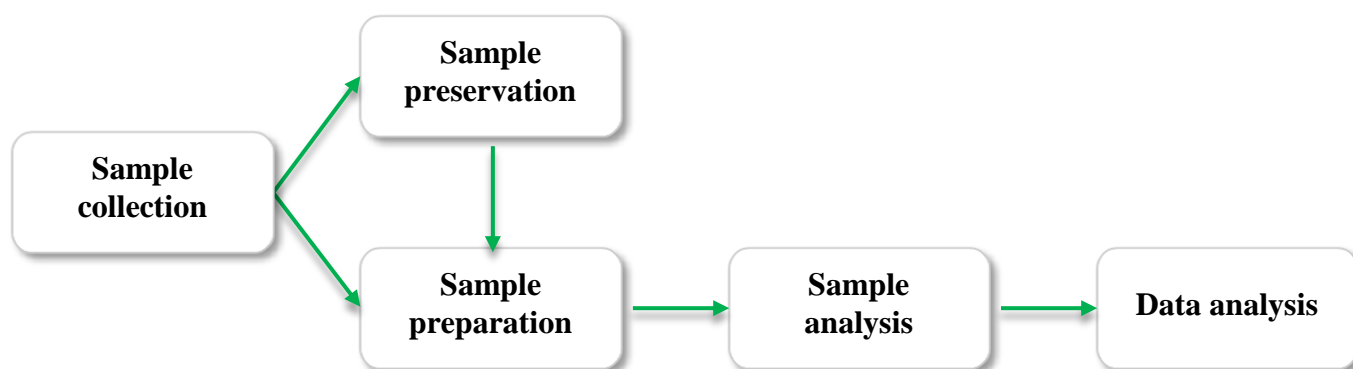 Sample
preservation
Sample
collection
Sample
preparation
Sample
analysis
Data analysis